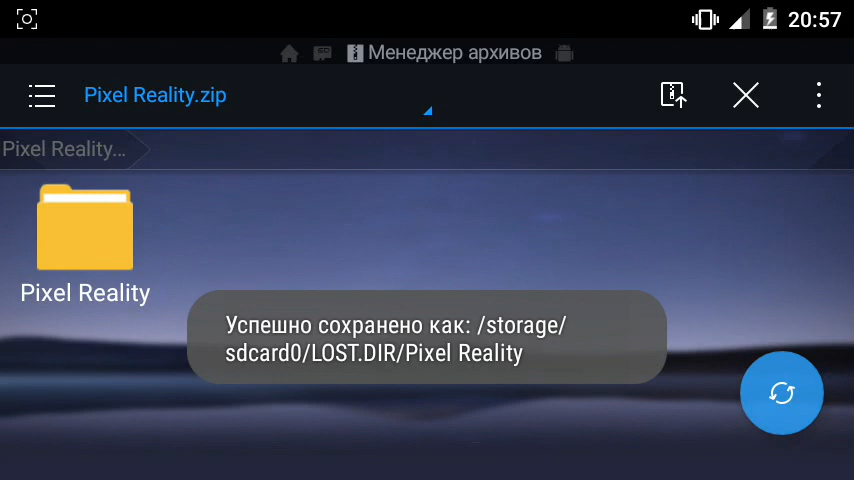 20:57
Менеджер архивов
Pixel Reality.zip
Pixel Reality...
Pixel Reality
Успешно сохранено как: /storage/
sdcard0/LOST.DIR/Pixel Reality